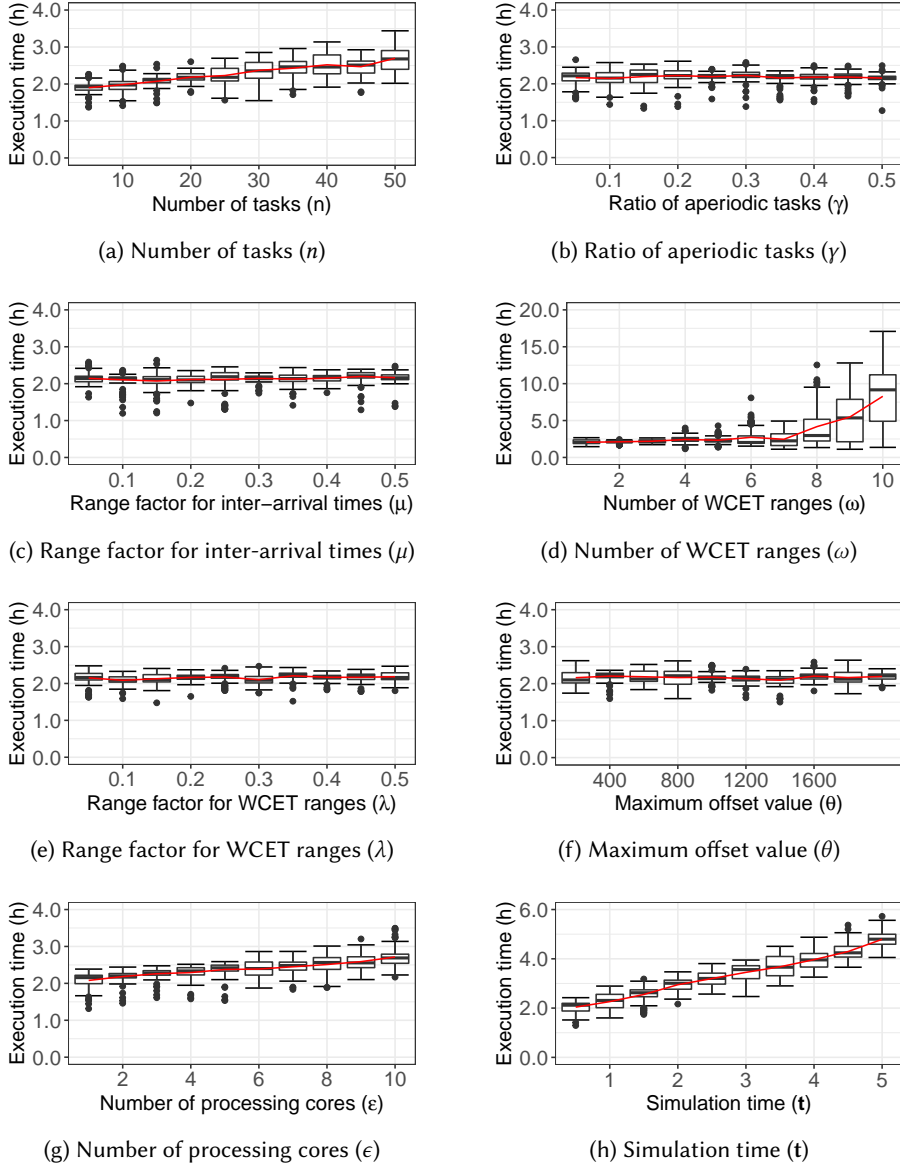 4.0
3.0
2.0
1.0
0.0
Execution time (h)
10 20 30 40 50
Number of tasks (n)
(a) Number of tasks (n)
4.0
3.0
2.0
1.0
0.0
Execution time (h)
0.1 0.2 0.3 0.4 0.5
Ratio of aperiodic tasks (γ)
(b) Ratio of aperiodic tasks (γ)
4.0
3.0
2.0
1.0
0.0
Execution time (h)
0.1 0.2 0.3 0.4 0.5
Range factor for inter−arrival times (μ)
(c) Range factor for inter-arrival times (μ)
20.0
15.0
10.0
5.0
0.0
Execution time (h)
2 4 6 8 10
Number of WCET ranges (ω)
(d) Number of WCET ranges (ω)
4.0
3.0
2.0
1.0
0.0
Execution time (h)
0.1 0.2 0.3 0.4 0.5
Range factor for WCET ranges (λ)
(e) Range factor for WCET ranges (λ)
4.0
3.0
2.0
1.0
0.0
Execution time (h)
400 800 1200 1600
Maximum offset value (θ)
(f) Maximum offset value (θ)
4.0
3.0
2.0
1.0
0.0
Execution time (h)
2 4 6 8 10
Number of processing cores (ε)
(g) Number of processing cores (ϵ)
6.0
4.0
2.0
0.0
Execution time (h)
1 2 3 4 5
Simulation time (t)
(h) Simulation time (t)